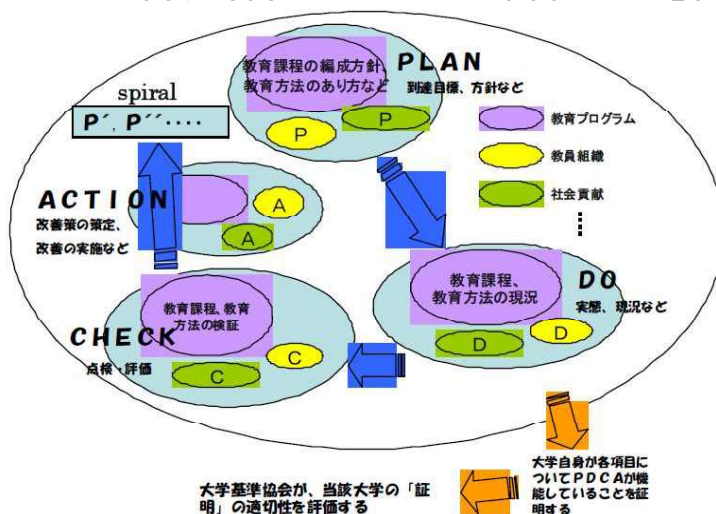 教育課程の編成方針、
教育方法のあり方など
PLAN
到達目標、方針など
P
P
spiral
P´, P´´‥‥
教育プログラム
教員組織
社会貢献
ACTION
改善策の策定、
改善の実施など
A
A
教育課程、
教育方法の現況
DO
実態、現況など
D
D
教育課程、教育
方法の検証
CHECK
点検・評価
C
C
大学自身が各項目に
ついてPDCAが機
能していることを証
明する
大学基準協会が、当該大学の「証
明」の適切性を評価する